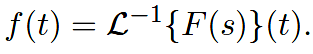 f(t) = 𝓛⁻¹{F(s)}(t).